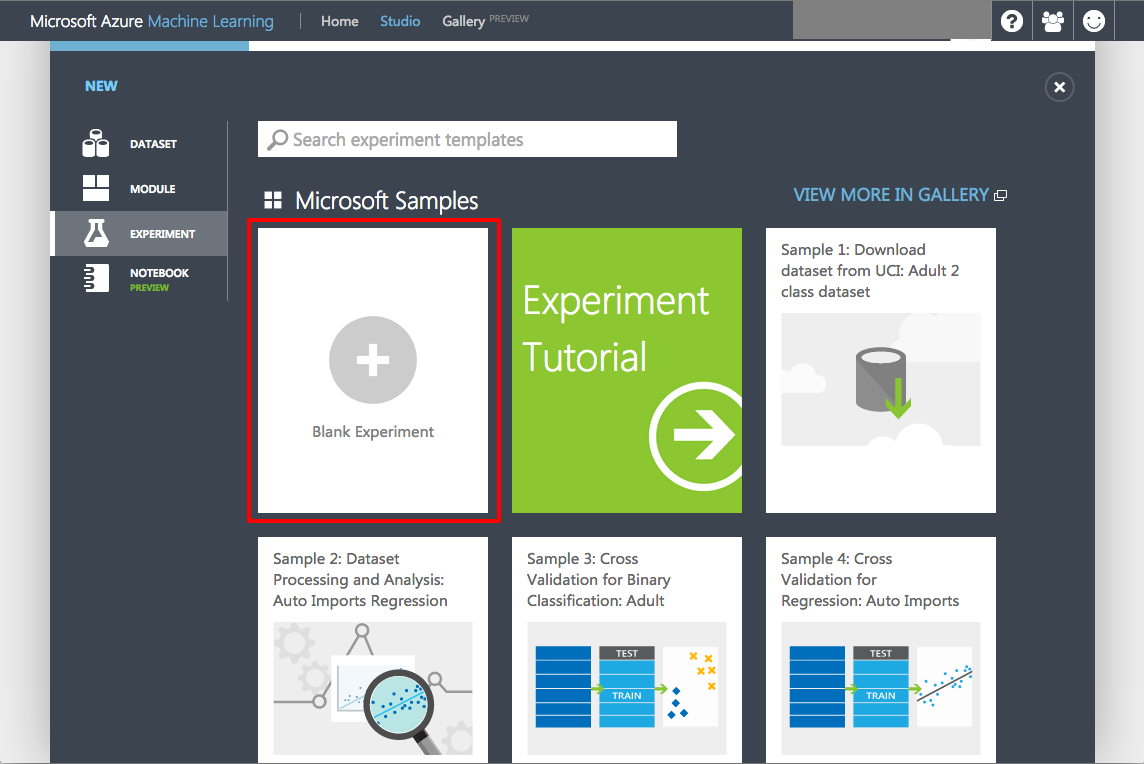 Microsoft Azure Machine Learning Home Studio Gallery PREVIEW
NEW
DATASET
MODULE
EXPERIMENT
NOTEBOOK
PREVIEW
Search experiment templates
Microsoft Samples
VIEW MORE IN GALLERY
Blank Experiment
Experiment
Tutorial
Sample 1: Download
dataset from UCI: Adult 2
class dataset
Sample 2: Dataset
Processing and Analysis:
Auto Imports Regression
Sample 3: Cross
Validation for Binary
Classification: Adult
TEST
TRAIN
Sample 4: Cross
Validation for
Regression: Auto Imports
TEST
TRAIN